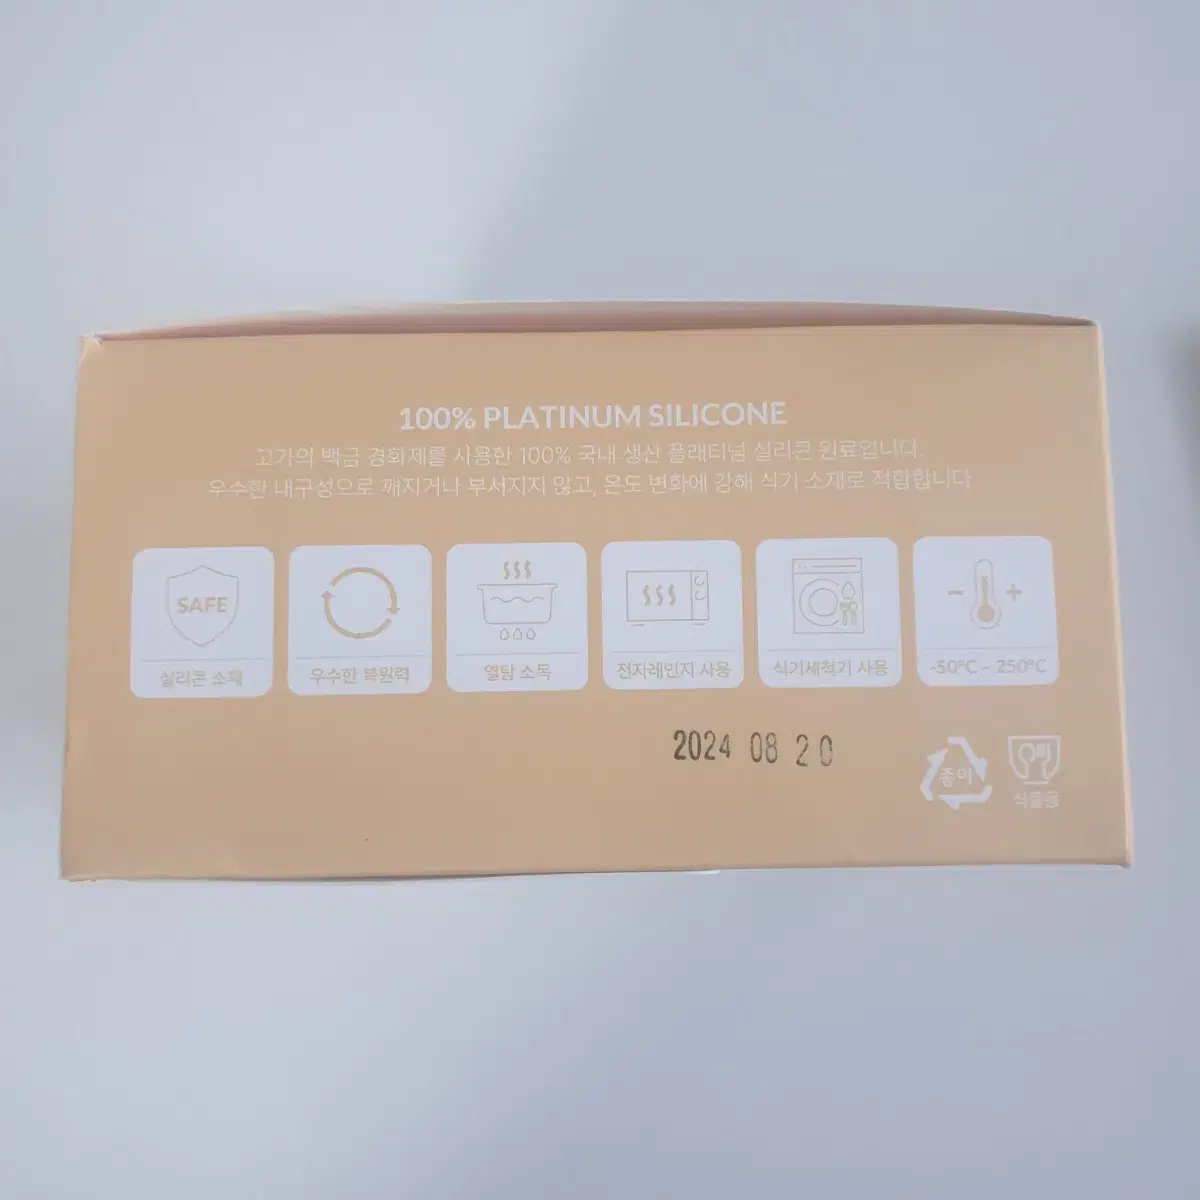 100% PLATINUM SILICONE
고가의 백금 경화제를 사용한 100% 국내 생산 플래티넘 실리콘 원료입니다.
우수한 내구성으로 깨지거나 부서지지 않고, 온도 변화에 강해 식기 소재로 적합합니다
SAFE
실리콘 소재
우수한 복원력
열탕 소독
전자레인지 사용
식기세척기 사용
- +
-50°C ~ 250°C
2024 08 20
종이
식품용